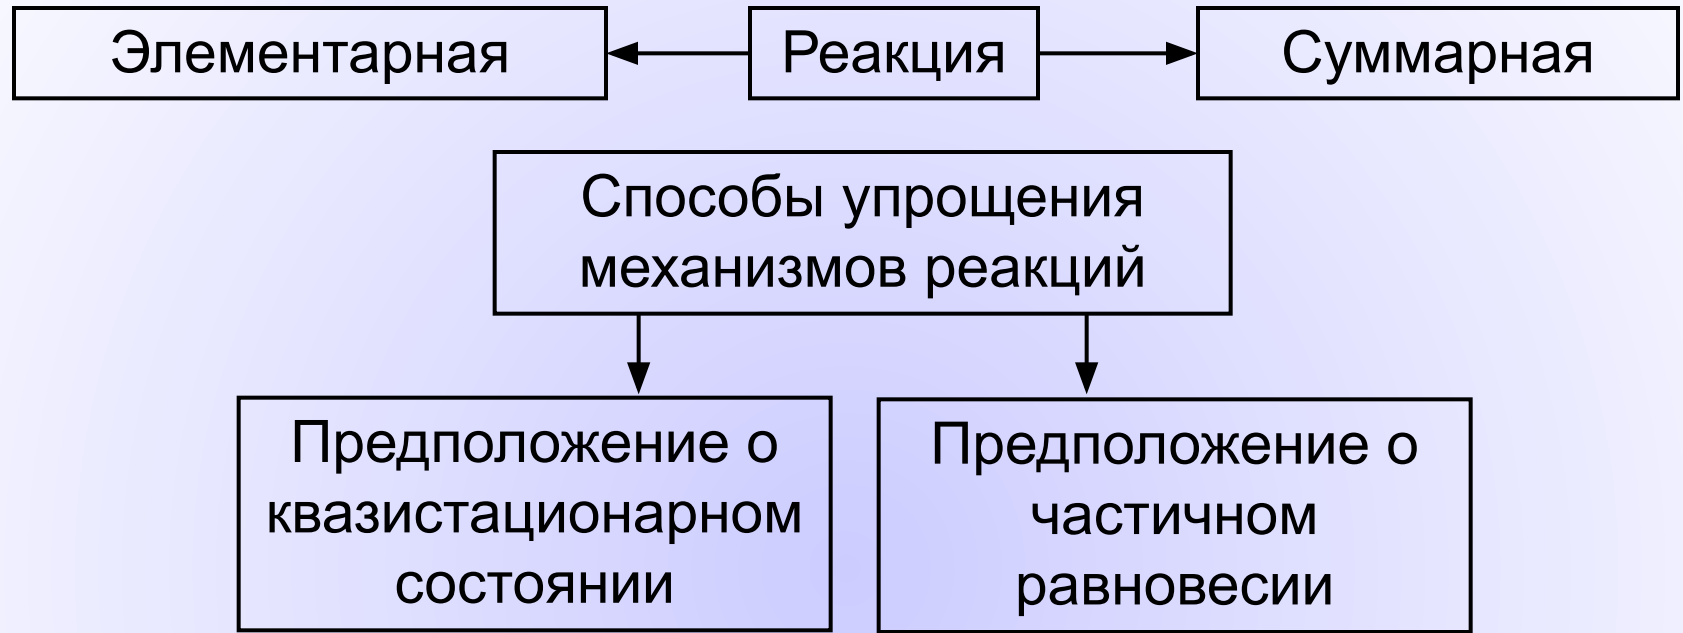 Элементарная
Реакция
Суммарная
Способы упрощения
механизмов реакций
Предположение о
квазистационарном
состоянии
Предположение о
частичном
равновесии